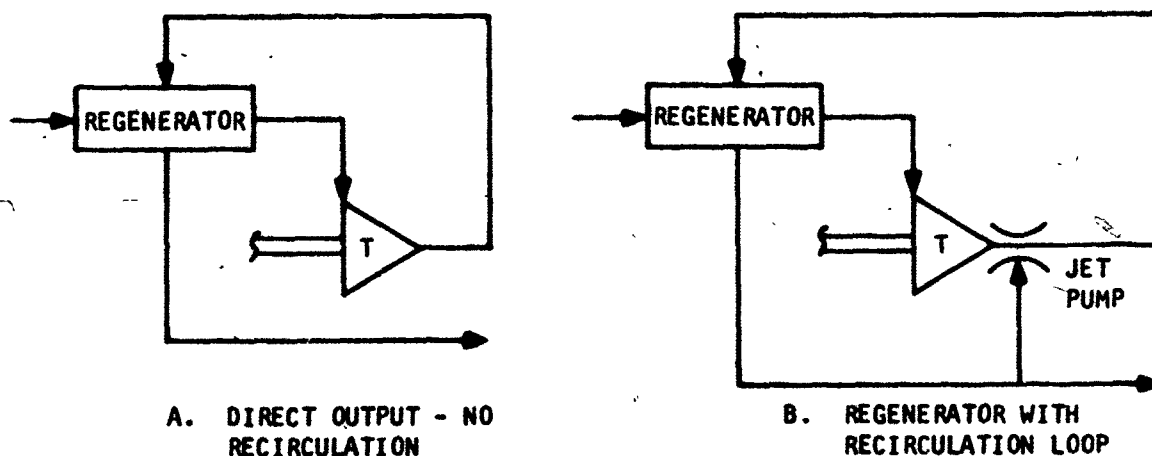 REGENERATOR
T
A. DIRECT OUTPUT - NO
RECIRCULATION
REGENERATOR
T
JET
PUMP
B. REGENERATOR WITH
RECIRCULATION LOOP